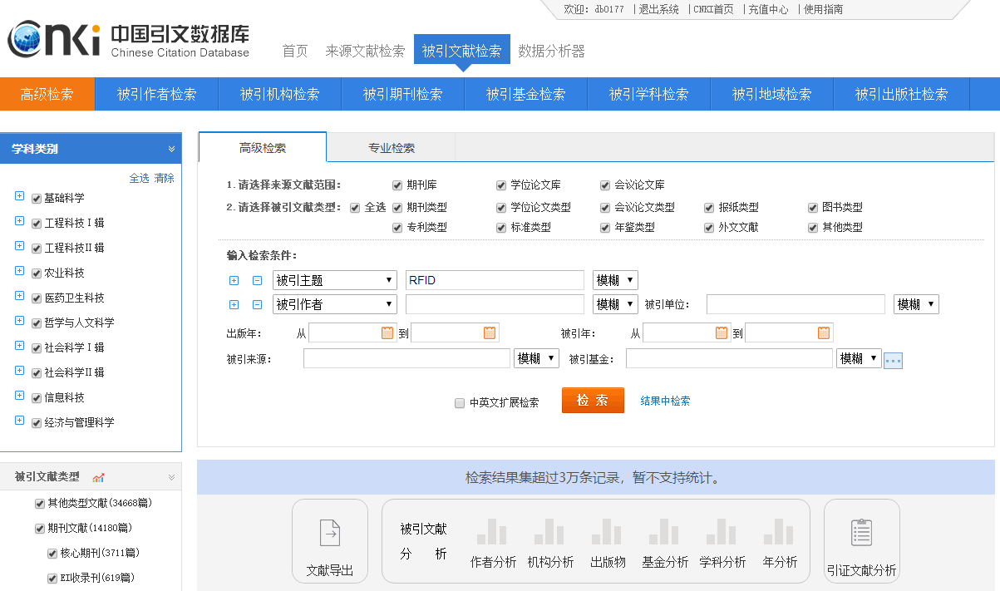 欢迎: db0177 |退出系统 |CNKI首页 |充值中心 |使用指南
Cnki 中国引文数据库
Chinese Citation Database
首页 来源文献检索 被引文献检索 数据分析器
高级检索 被引作者检索 被引机构检索 被引期刊检索 被引基金检索 被引学科检索 被引地域检索 被引出版社检索
学科类别
全选 清除
基础科学
工程科技Ⅰ辑
工程科技Ⅱ辑
农业科技
医药卫生科技
哲学与人文科学
社会科学Ⅰ辑
社会科学Ⅱ辑
信息科技
经济与管理科学
被引文献类型
其他类型文献(34668篇)
期刊文献(14180篇)
核心期刊(3711篇)
EI收录刊(619篇)
高级检索 专业检索
1.请选择来源文献范围: 期刊库 学位论文库 会议论文库
2.请选择被引文献类型: 全选 期刊类型 学位论文类型 会议论文类型 报纸类型 图书类型
专利类型 标准类型 年鉴类型 外文文献 其他类型
输入检索条件:
被引主题 RFID 模糊
被引作者 模糊 被引单位: 模糊
出版年: 从 到 被引年: 从 到
被引来源: 模糊 被引基金: 模糊 ...
中英文扩展检索 检索 结果中检索
检索结果集超过3万条记录，暂不支持统计。
文献导出
被引文献
分 析
作者分析 机构分析 出版物 基金分析 学科分析 年分析
引证文献分析